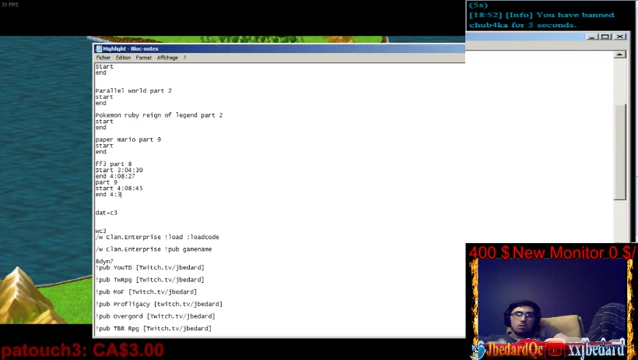 31 FPS
(5s)
[18:52] [Info] You have banned
chub4ka for 5 seconds.
Highlight - Bloc-notes
Fichier Edition Format Affichage ?
Start
end
Parallel world part 2
start
end
Pokemon ruby reign of legend part 2
start
end
paper mario part 9
start
end
ff3 part 8
Start 3:04:20
end 4:08:27
part 9
start 4:08:45
end 4:3
dat-c3
wc3
/w Clan.Enterprise !load :loadcode
/w Clan.Enterprise !pub gamename
!pub YouTD [Twitch.tv/jbedard]
!pub TwRpg [Twitch.tv/jbedard]
!pub MoF [Twitch.tv/jbedard]
!pub Profligacy [twitch.tv/jbedard]
!pub Overgord [Twitch.tv/jbedard]
!pub TBR Rpg [Twitch.tv/jbedard]
400 $ New Monitor 0 $/
patouch3: CA$3.00
xxjbedard